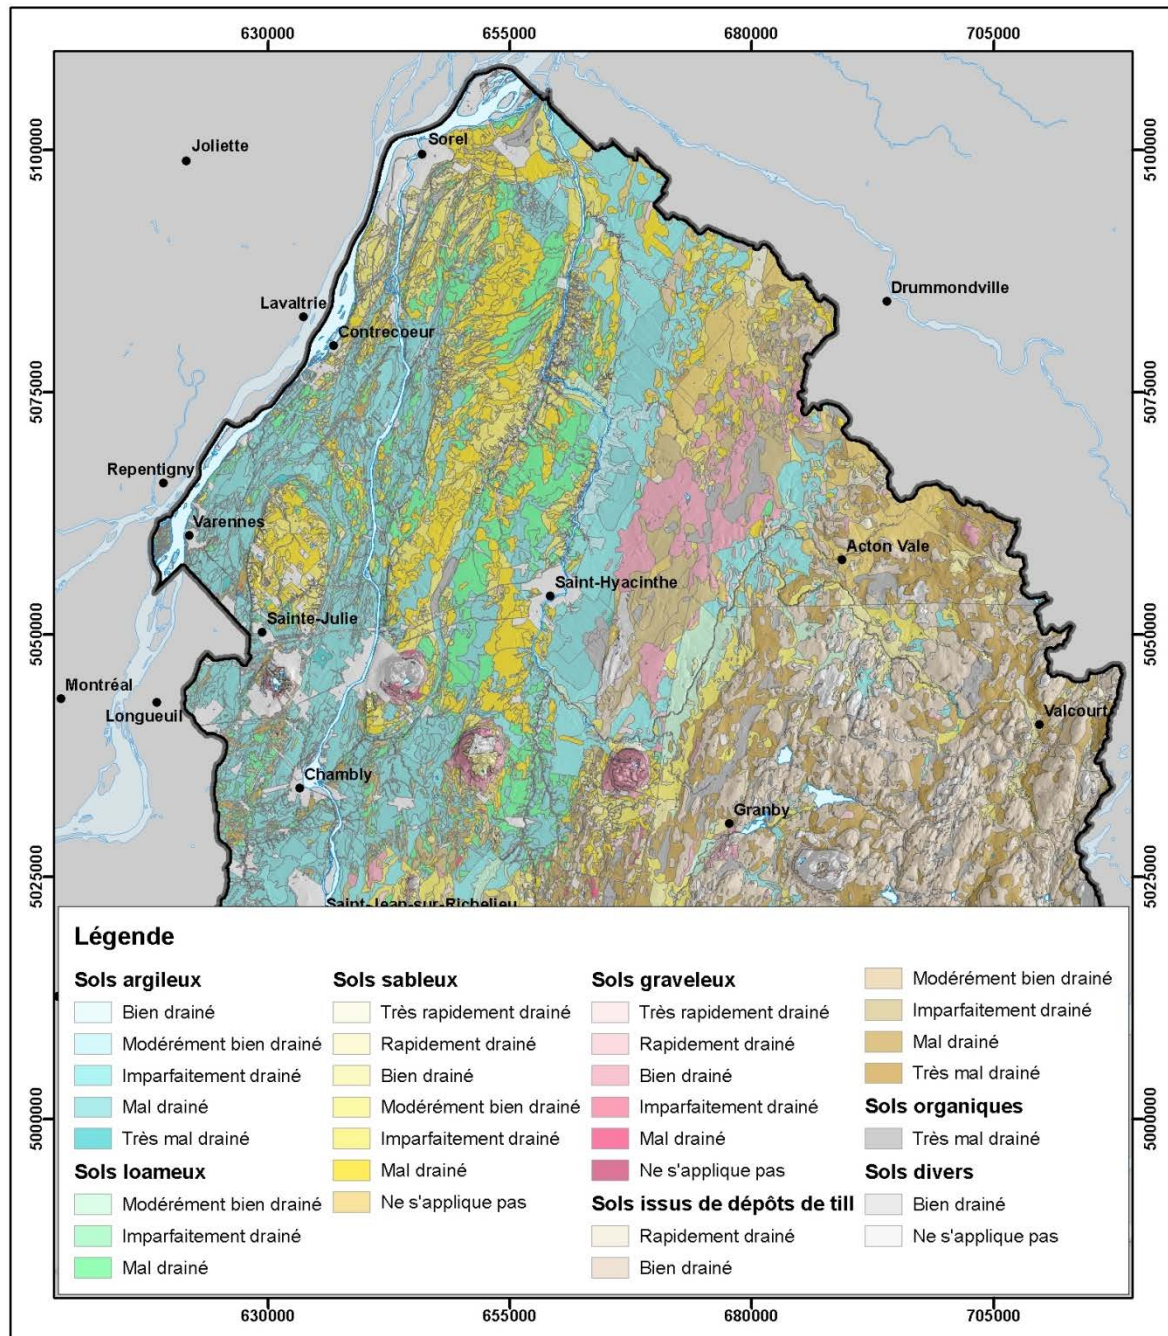 630000 655000 680000 705000
5100000 5100000
Joliette
Sorel
Drummondville
Lavaltrie
Contrecoeur
5075000 5075000
Repentigny
Varennes
Acton Vale
Saint-Hyacinthe
Sainte-Julie
5050000 5050000
Montréal
Longueuil
Valcourt
Chambly
Granby
5025000 5025000
Saint-Jean-sur-Richelieu
Légende
Sols argileux
Bien drainé
Modérément bien drainé
Imparfaitement drainé
Mal drainé
Très mal drainé
Sols loameux
Modérément bien drainé
Imparfaitement drainé
Mal drainé
Sols sableux
Très rapidement drainé
Rapidement drainé
Bien drainé
Modérément bien drainé
Imparfaitement drainé
Mal drainé
Ne s'applique pas
Sols graveleux
Très rapidement drainé
Rapidement drainé
Bien drainé
Imparfaitement drainé
Mal drainé
Ne s'applique pas
Sols issus de dépôts de till
Rapidement drainé
Bien drainé
Modérément bien drainé
Imparfaitement drainé
Mal drainé
Très mal drainé
Sols organiques
Très mal drainé
Sols divers
Bien drainé
Ne s'applique pas
5000000 5000000
630000 655000 680000 705000